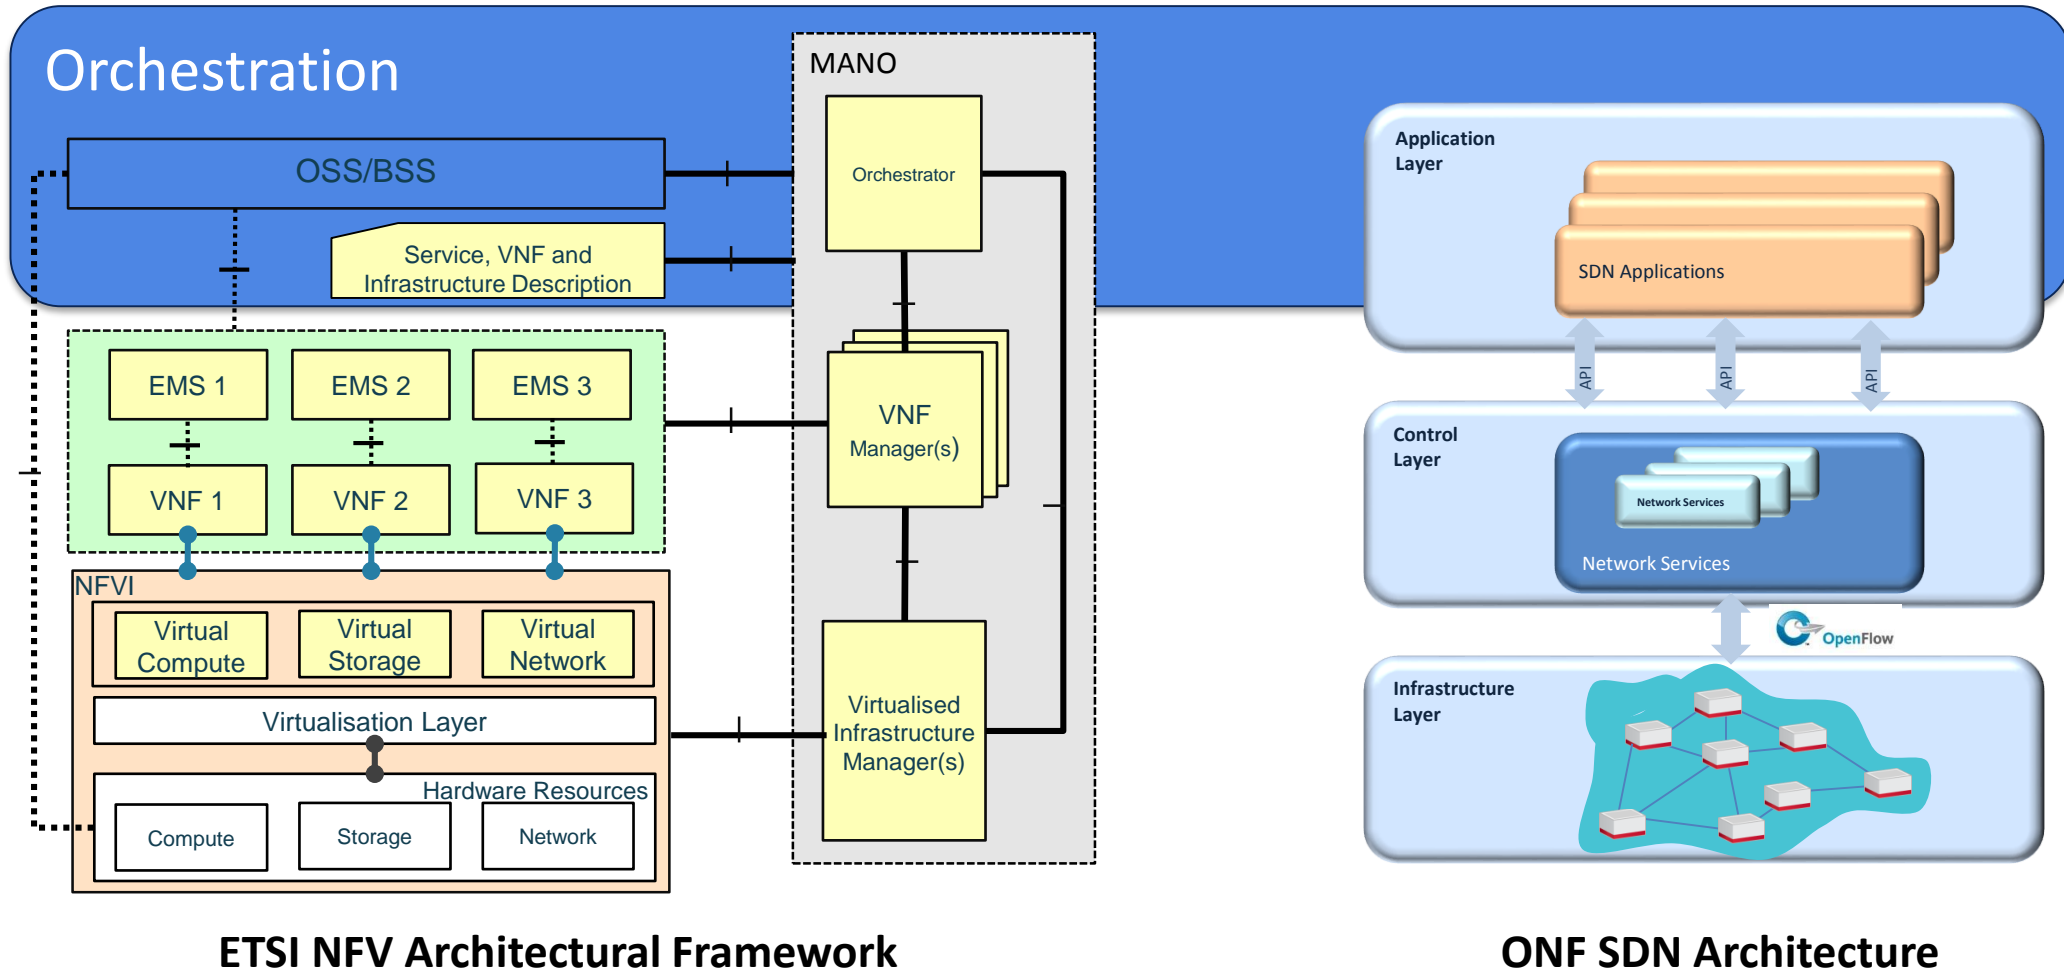 Orchestration
MANO
OSS/BSS
Orchestrator
Service, VNF and
Infrastructure Description
EMS 1
EMS 2
EMS 3
VNF 1
VNF 2
VNF 3
VNF
Manager(s)
NFVI
Virtual
Compute
Virtual
Storage
Virtual
Network
Virtualisation Layer
Hardware Resources
Compute
Storage
Network
Virtualised
Infrastructure
Manager(s)
ETSI NFV Architectural Framework
Application
Layer
SDN Applications
API
API
API
Control
Layer
Network Services
Network Services
OpenFlow
Infrastructure
Layer
ONF SDN Architecture